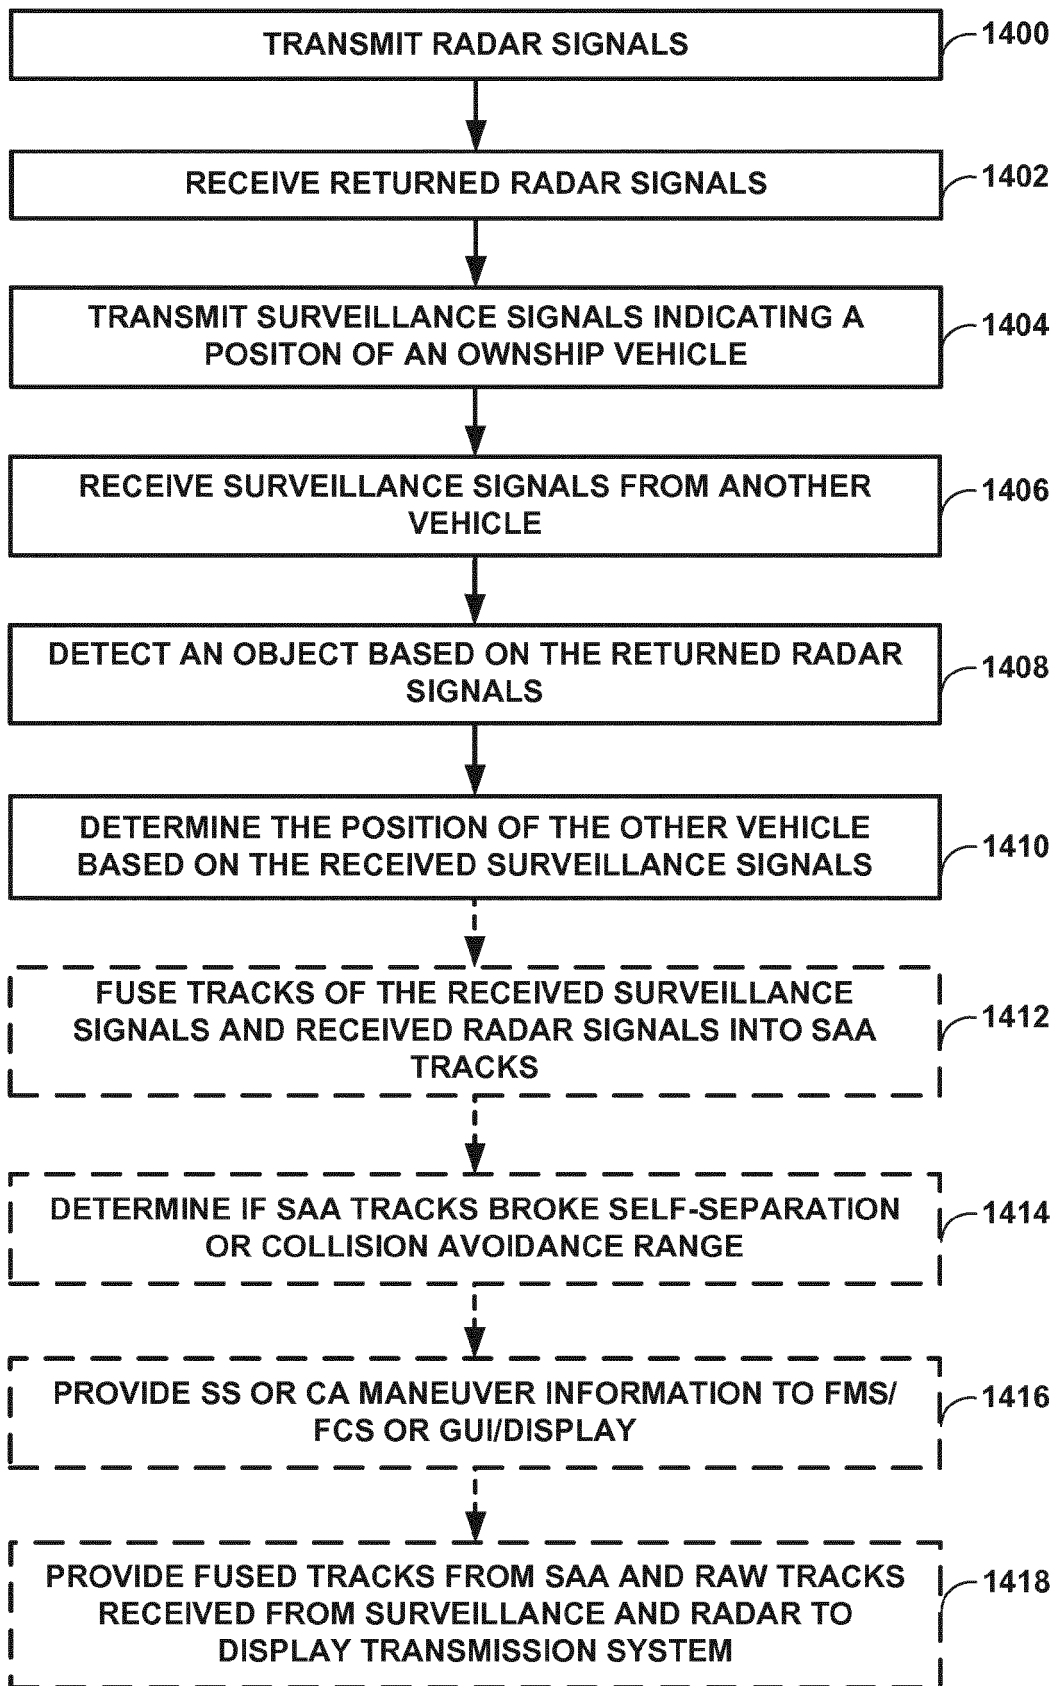 TRANSMIT RADAR SIGNALS
1400
RECEIVE RETURNED RADAR SIGNALS
1402
TRANSMIT SURVEILLANCE SIGNALS INDICATING A
POSITON OF AN OWNSHIP VEHICLE
1404
RECEIVE SURVEILLANCE SIGNALS FROM ANOTHER
VEHICLE
1406
DETECT AN OBJECT BASED ON THE RETURNED RADAR
SIGNALS
1408
DETERMINE THE POSITION OF THE OTHER VEHICLE
BASED ON THE RECEIVED SURVEILLANCE SIGNALS
1410
FUSE TRACKS OF THE RECEIVED SURVEILLANCE
SIGNALS AND RECEIVED RADAR SIGNALS INTO SAA
TRACKS
1412
DETERMINE IF SAA TRACKS BROKE SELF-SEPARATION
OR COLLISION AVOIDANCE RANGE
1414
PROVIDE SS OR CA MANEUVER INFORMATION TO FMS/
FCS OR GUI/DISPLAY
1416
PROVIDE FUSED TRACKS FROM SAA AND RAW TRACKS
RECEIVED FROM SURVEILLANCE AND RADAR TO
DISPLAY TRANSMISSION SYSTEM
1418